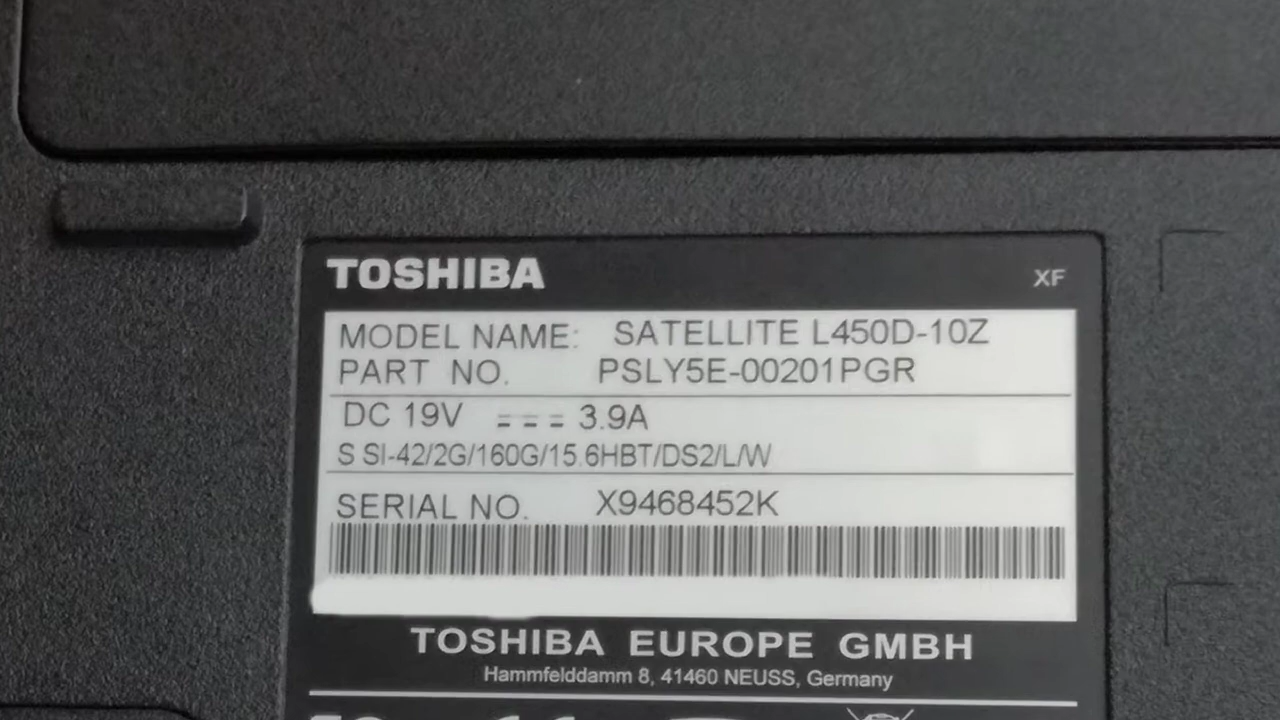 TOSHIBA
XF
MODEL NAME: SATELLITE L450D-10Z
PART NO. PSLY5E-00201PGR
DC 19V 3.9A
S SI-42/2G/160G/15.6HBT/DS2/L/W
SERIAL NO. X9468452K
TOSHIBA EUROPE GMBH
Hammfelddamm 8, 41460 NEUSS, Germany